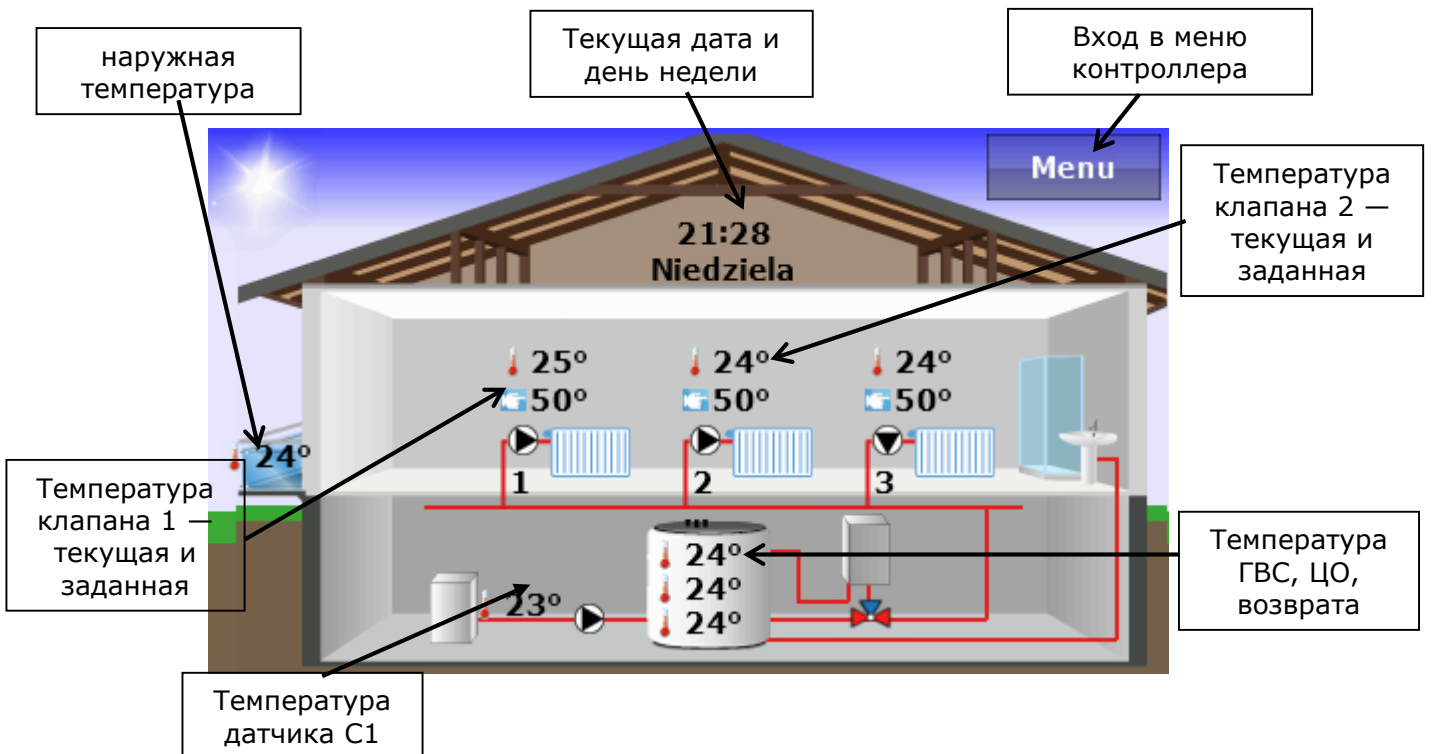 наружная
температура
Текущая дата и
день недели
Вход в меню
контроллера
Menu
Температура
клапана 2 —
текущая и
заданная
21:28
Niedziela
25°
24°
24°
50°
50°
50°
24°
1
2
3
Температура
клапана 1 —
текущая и
заданная
24°
24°
24°
23°
Температура
ГВС, ЦО,
возврата
Температура
датчика C1